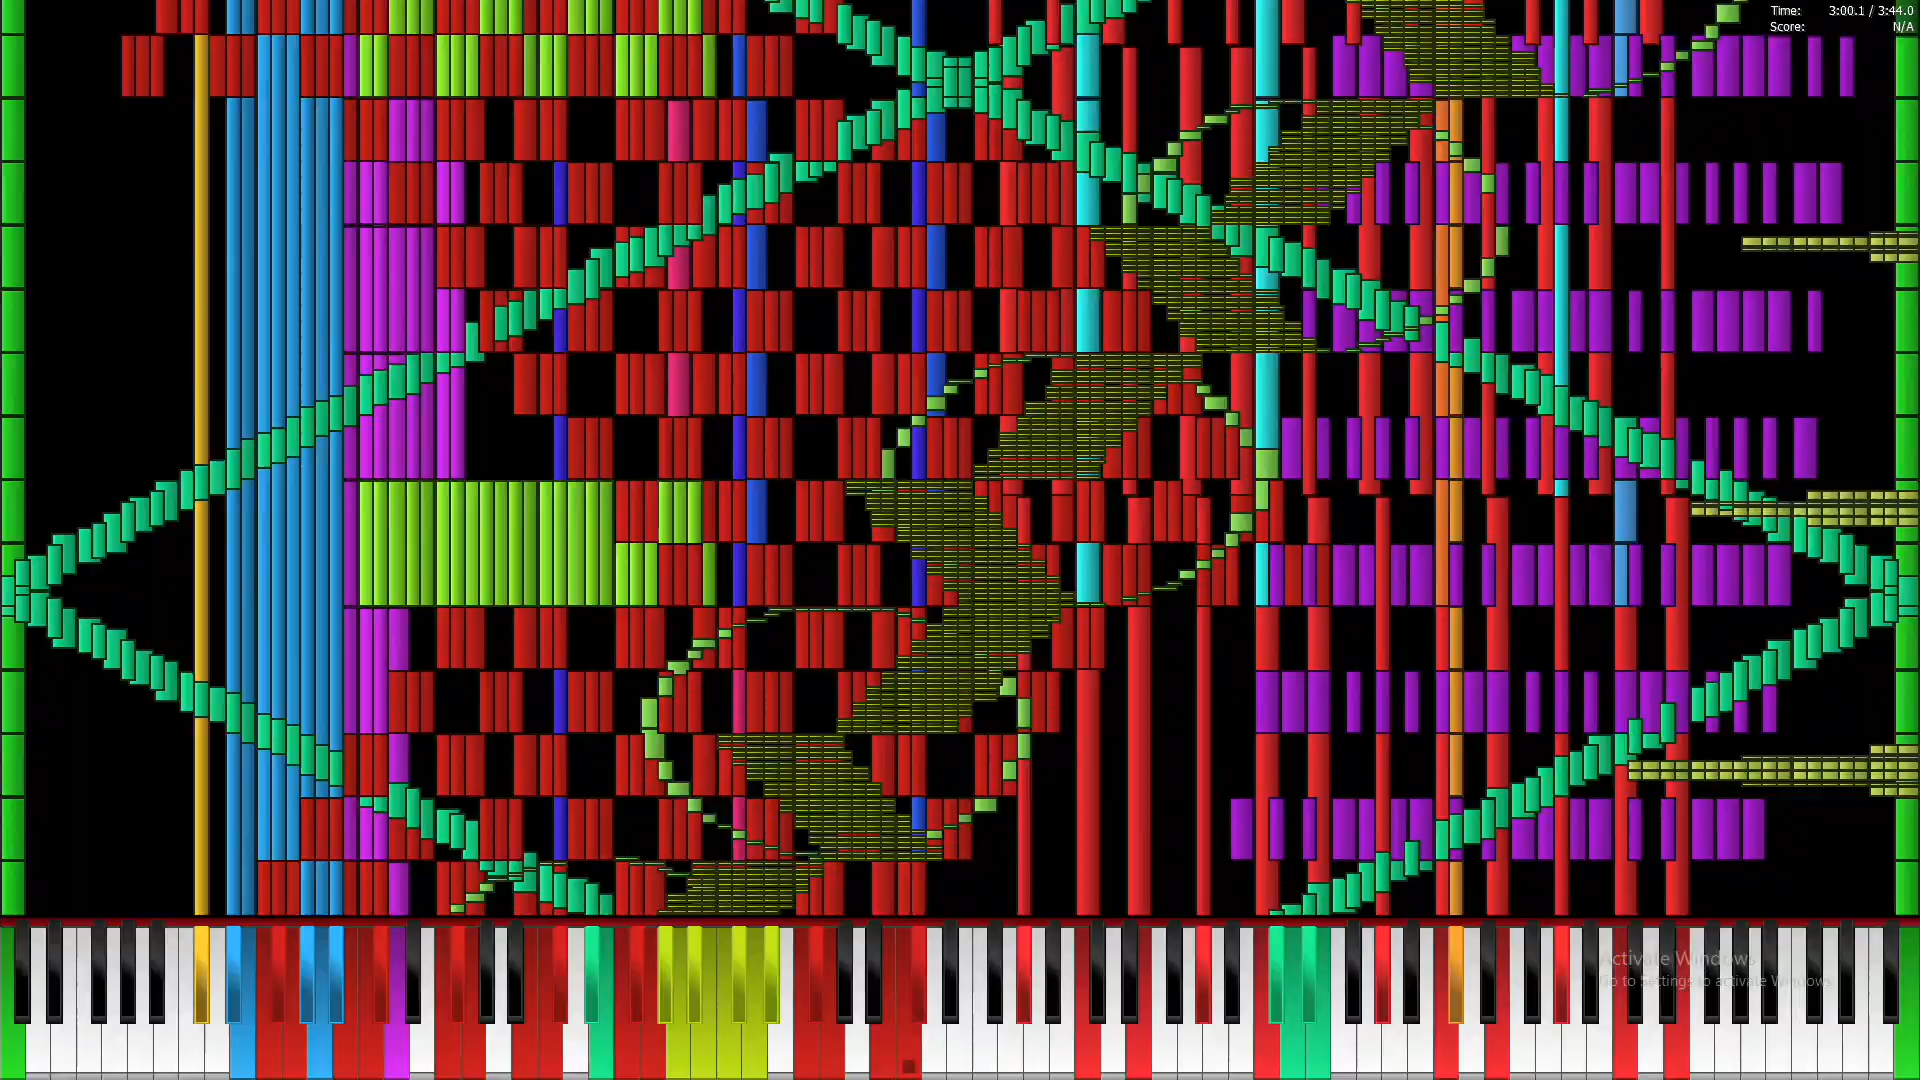 Time: 3:00.1 / 3:44.0
Score: N/A
Activate Windows
Go to Settings to activate Windows.